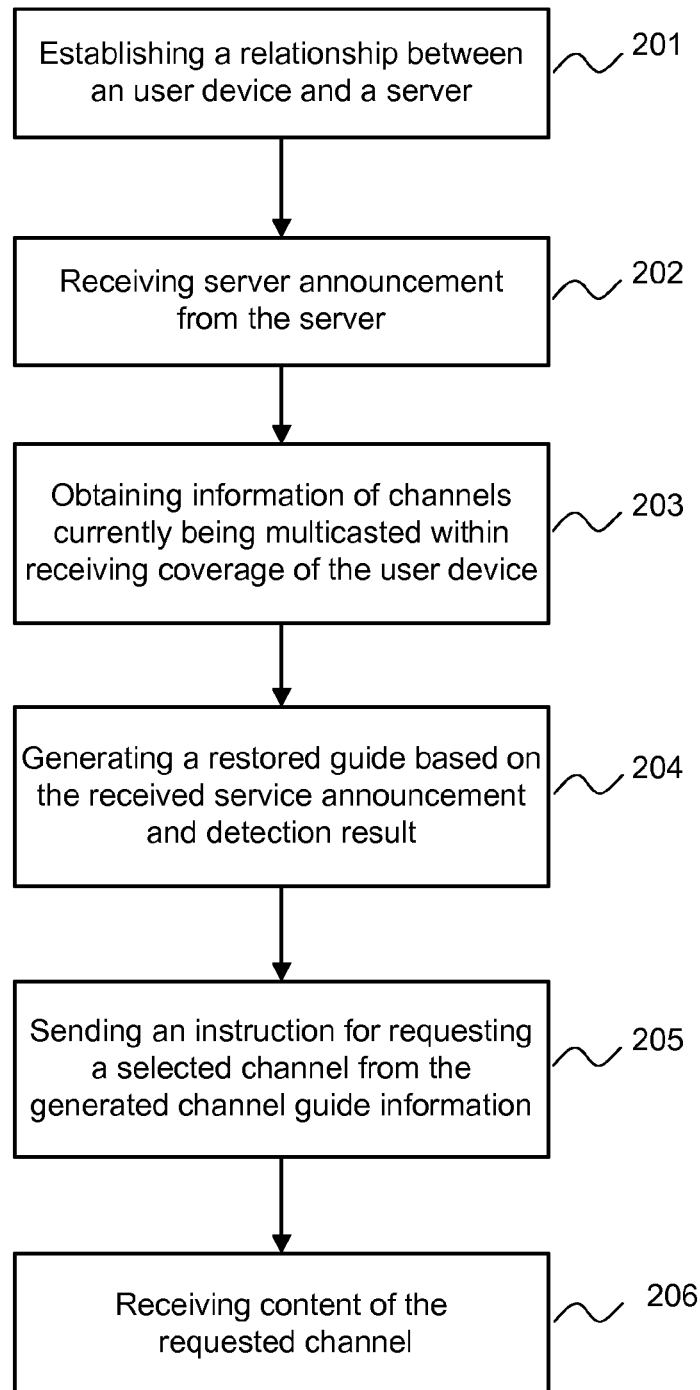 Establishing a relationship between
an user device and a server
201
Receiving server announcement
from the server
202
Obtaining information of channels
currently being multicasted within
receiving coverage of the user device
203
Generating a restored guide based on
the received service announcement
and detection result
204
Sending an instruction for requesting
a selected channel from the
generated channel guide information
205
Receiving content of the
requested channel
206